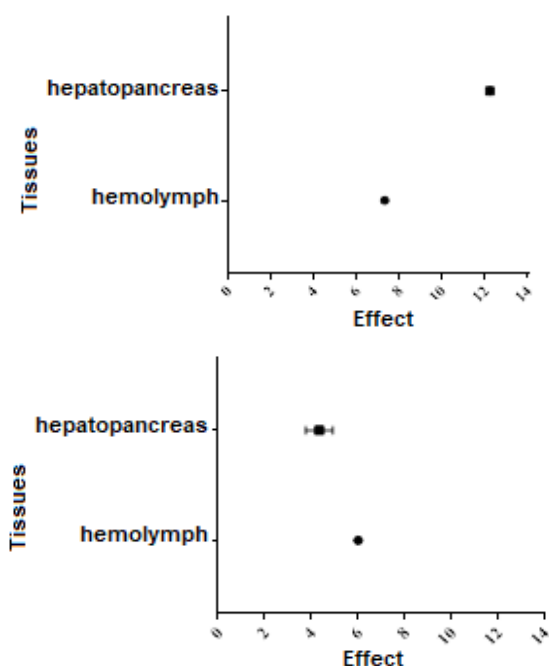 hepatopancreas
Tissues
hemolymph
0 2 4 6 8 10 12 14
Effect
hepatopancreas
Tissues
hemolymph
0 2 4 6 8 10 12 14
Effect